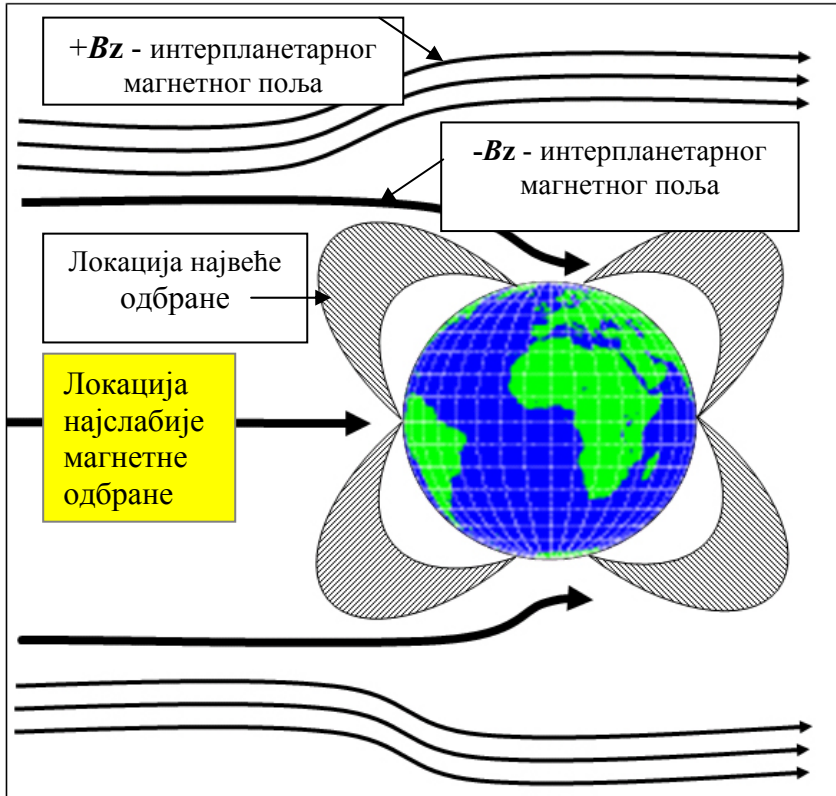 +Bz - интерпланетарног
магнетног поља
-Bz - интерпланетарног
магнетног поља
Локација највеће
одбране
Локација
најслабије
магнетне
одбране